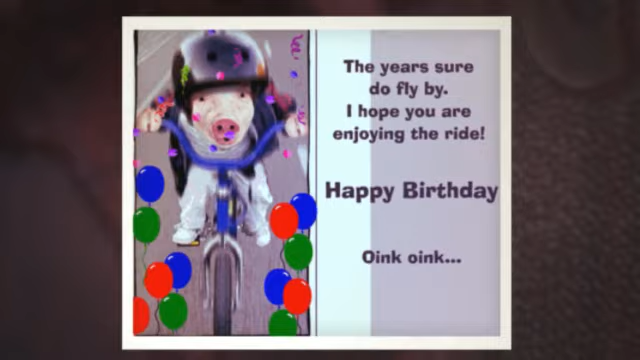 The years sure
do fly by.
I hope you are
enjoying the ride!
Happy Birthday
Oink oink...